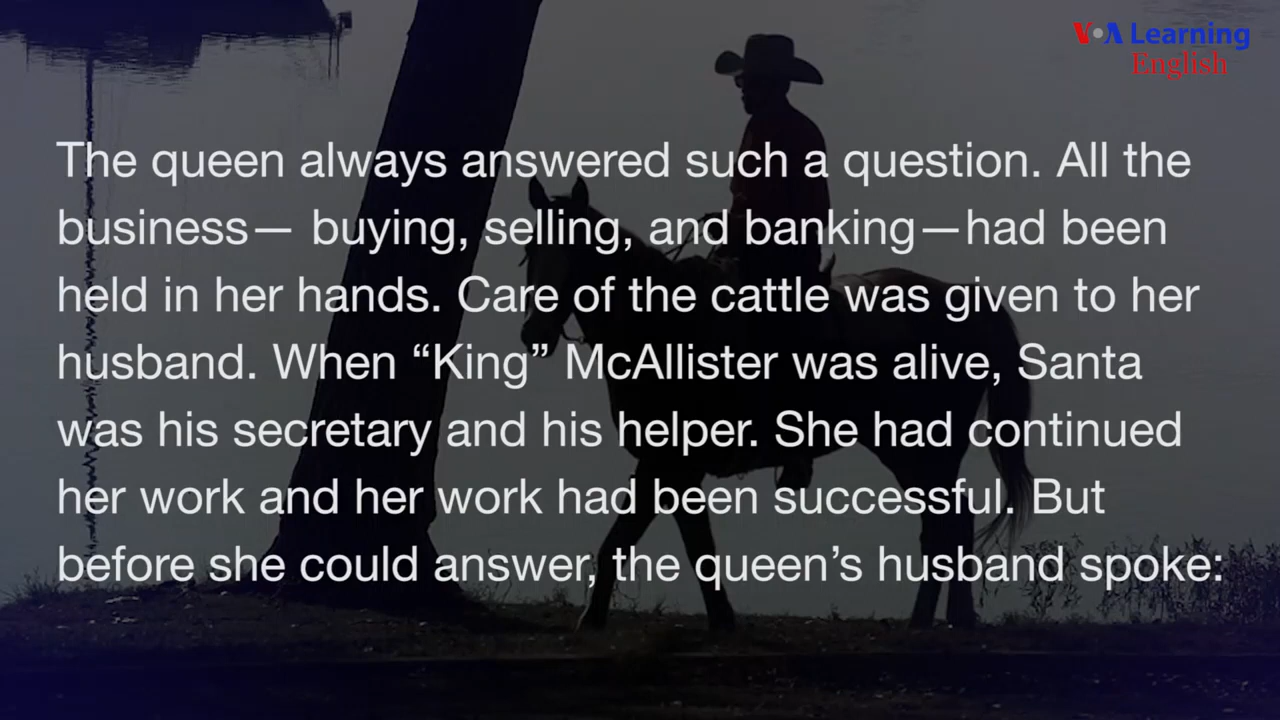 VOA Learning
English
The queen always answered such a question. All the
business— buying, selling, and banking—had been
held in her hands. Care of the cattle was given to her
husband. When “King” McAllister was alive, Santa
was his secretary and his helper. She had continued
her work and her work had been successful. But
before she could answer, the queen’s husband spoke: